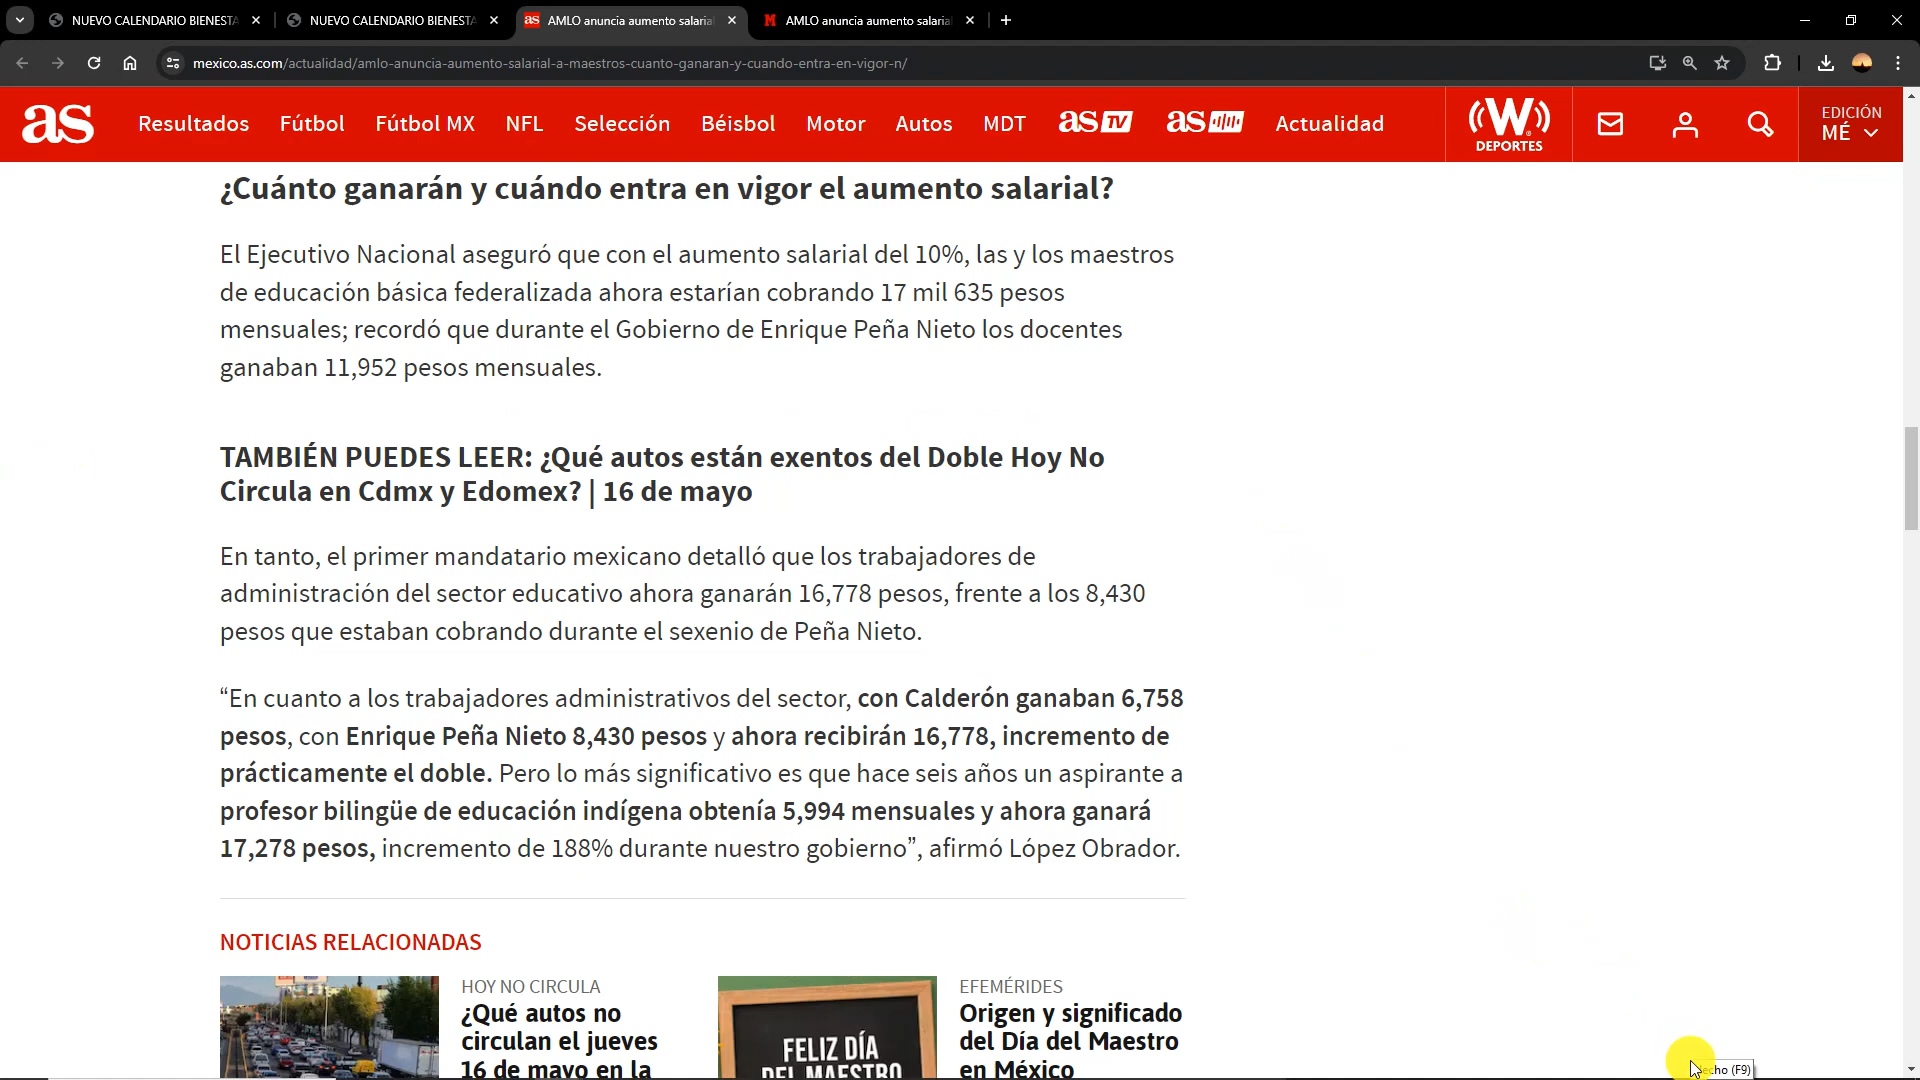 NUEVO CALENDARIO BIENESTA
NUEVO CALENDARIO BIENESTA
as AMLO anuncia aumento salaria
M AMLO anuncia aumento salaria
mexico.as.com/actualidad/amlo-anuncia-aumento-salarial-a-maestros-cuanto-ganaran-y-cuando-entra-en-vigor-n/
as Resultados Fútbol Fútbol MX NFL Selección Béisbol Motor Autos MDT as TV as Actualidad
W DEPORTES
EDICIÓN
MÉ
¿Cuánto ganarán y cuándo entra en vigor el aumento salarial?
El Ejecutivo Nacional aseguró que con el aumento salarial del 10%, las y los maestros
de educación básica federalizada ahora estarían cobrando 17 mil 635 pesos
mensuales; recordó que durante el Gobierno de Enrique Peña Nieto los docentes
ganaban 11,952 pesos mensuales.
TAMBIÉN PUEDES LEER: ¿Qué autos están exentos del Doble Hoy No
Circula en Cdmx y Edomex? | 16 de mayo
En tanto, el primer mandatario mexicano detalló que los trabajadores de
administración del sector educativo ahora ganarán 16,778 pesos, frente a los 8,430
pesos que estaban cobrando durante el sexenio de Peña Nieto.
“En cuanto a los trabajadores administrativos del sector, con Calderón ganaban 6,758
pesos, con Enrique Peña Nieto 8,430 pesos y ahora recibirán 16,778, incremento de
prácticamente el doble. Pero lo más significativo es que hace seis años un aspirante a
profesor bilingüe de educación indígena obtenía 5,994 mensuales y ahora ganará
17,278 pesos, incremento de 188% durante nuestro gobierno”, afirmó López Obrador.
NOTICIAS RELACIONADAS
HOY NO CIRCULA
¿Qué autos no
circulan el jueves
16 de mayo en la
FELIZ DÍA
DEL MAESTRO
EFEMÉRIDES
Origen y significado
del Día del Maestro
en México
(F9)